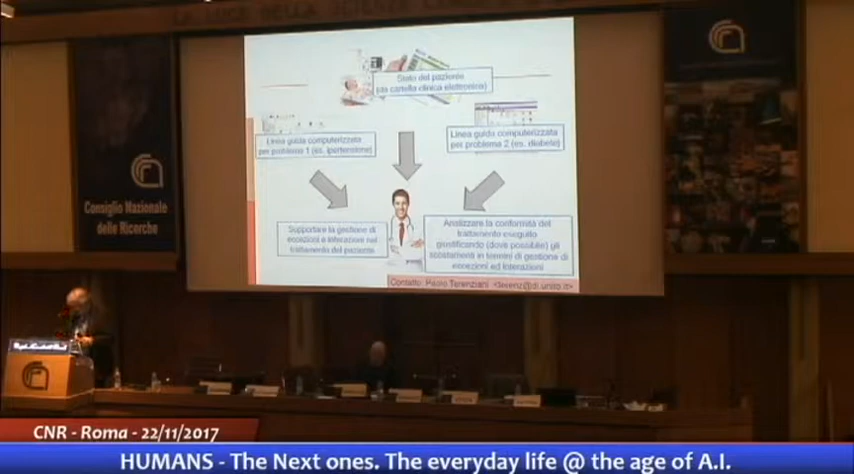 LA LUCE DELLA SCIENZA
Stato del paziente
(da cartella clinica elettronica)
Linea guida computerizzata
per problema 1 (es. ipertensione)
Linea guida computerizzata
per problema 2 (es. diabete)
Supportare la gestione di
eccezioni e interazioni nel
trattamento del paziente
Analizzare la conformità del
trattamento eseguito
giustificando (dove possibile) gli
scostamenti in termini di gestione di
eccezioni ed interazioni
Contatto: Paolo Terenziani <terenz@di.unito.it>
Consiglio Nazionale
delle Ricerche
CNR - Roma - 22/11/2017
HUMANS - The Next ones. The everyday life @ the age of A.I.